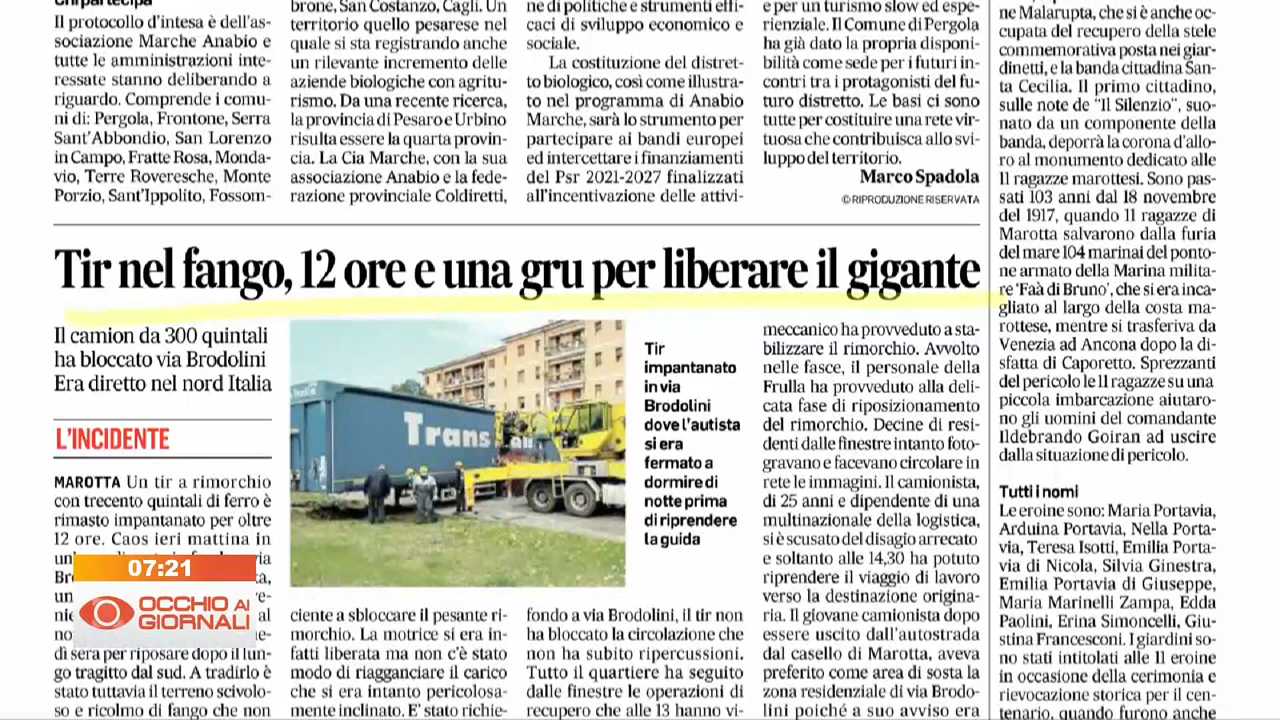 Chi partecipa
Il protocollo d'intesa è dell'as-
sociazione Marche Anabio e
tutte le amministrazioni inte-
ressate stanno deliberando a
riguardo. Comprende i comu-
ni di: Pergola, Frontone, Serra
Sant'Abbondio, San Lorenzo
in Campo, Fratte Rosa, Monda-
vio, Terre Roveresche, Monte
Porzio, Sant'Ippolito, Fossom-
brone, San Costanzo, Cagli. Un
territorio quello pesarese nel
quale si sta registrando anche
un rilevante incremento delle
aziende biologiche con agritu-
rismo. Da una recente ricerca,
la provincia di Pesaro e Urbino
risulta essere la quarta provin-
cia. La Cia Marche, con la sua
associazione Anabio e la fede-
razione provinciale Coldiretti,
ne di politiche e strumenti effi-
caci di sviluppo economico e
sociale.
La costituzione del distret-
to biologico, così come illustra-
to nel programma di Anabio
Marche, sarà lo strumento per
partecipare ai bandi europei
ed intercettare i finanziamenti
del Psr 2021-2027 finalizzati
all'incentivazione delle attivi-
e per un turismo slow ed espe-
rienziale. Il Comune di Pergola
ha già dato la propria disponi-
bilità come sede per i futuri in-
contri tra i protagonisti del fu-
turo distretto. Le basi ci sono
tutte per costituire una rete vir-
tuosa che contribuisca allo svi-
luppo del territorio.
Marco Spadola
© RIPRODUZIONE RISERVATA
Tir nel fango, 12 ore e una gru per liberare il gigante
Il camion da 300 quintali
ha bloccato via Brodolini
Era diretto nel nord Italia
L'INCIDENTE
MAROTTA Un tir a rimorchio
con trecento quintali di ferro è
rimasto impantanato per oltre
12 ore. Caos ieri mattina in
dì sera per riposare dopo il lun-
go tragitto dal sud. A tradirlo è
stato tuttavia il terreno scivolo-
so e ricolmo di fango che non
Trans
Tir
impantanato
in via
Brodolini
dove l'autista
si era
fermato a
dormire di
notte prima
di riprendere
la guida
ciente a sbloccare il pesante ri-
morchio. La motrice si era in-
fatti liberata ma non c'è stato
modo di riagganciare il carico
che si era intanto pericolosa-
mente inclinato. E' stato richie-
fondo a via Brodolini, il tir non
ha bloccato la circolazione che
non ha subito ripercussioni.
Tutto il quartiere ha seguito
dalle finestre le operazioni di
recupero che alle 13 hanno vi-
meccanico ha provveduto a sta-
bilizzare il rimorchio. Avvolto
nelle fasce, il personale della
Frulla ha provveduto alla deli-
cata fase di riposizionamento
del rimorchio. Decine di resi-
denti dalle finestre intanto foto-
gravano e facevano circolare in
rete le immagini. Il camionista,
di 25 anni e dipendente di una
multinazionale della logistica,
si è scusato del disagio arrecato
e soltanto alle 14,30 ha potuto
riprendere il viaggio di lavoro
verso la destinazione origina-
ria. Il giovane camionista dopo
essere uscito dall'autostrada
dal casello di Marotta, aveva
preferito come area di sosta la
zona residenziale di via Brodo-
lini poiché a suo avviso era
ne Malarupta, che si è anche oc-
cupata del recupero della stele
commemorativa posta nei giar-
dinetti, e la banda cittadina San-
ta Cecilia. Il primo cittadino,
sulle note de "Il Silenzio", suo-
nato da un componente della
banda, deporrà la corona d'allo-
ro al monumento dedicato alle
11 ragazze marottesi. Sono pas-
sati 103 anni dal 18 novembre
del 1917, quando 11 ragazze di
Marotta salvarono dalla furia
del mare 104 marinai del ponto-
ne armato della Marina milita-
re 'Faà di Bruno', che si era inca-
gliato al largo della costa ma-
rottese, mentre si trasferiva da
Venezia ad Ancona dopo la di-
sfatta di Caporetto. Sprezzanti
del pericolo le 11 ragazze su una
piccola imbarcazione aiutaro-
no gli uomini del comandante
Ildebrando Goiran ad uscire
dalla situazione di pericolo.
Tutti i nomi
Le eroine sono: Maria Portavia,
Arduina Portavia, Nella Porta-
via, Teresa Isotti, Emilia Porta-
via di Nicola, Silvia Ginestra,
Emilia Portavia di Giuseppe,
Maria Marinelli Zampa, Edda
Paolini, Erina Simoncelli, Giu-
stina Francesconi. I giardini so-
no stati intitolati alle 11 eroine
in occasione della cerimonia e
rievocazione storica per il cen-
tenario, quando furono anche
07:21
OCCHIO AI
GIORNALI